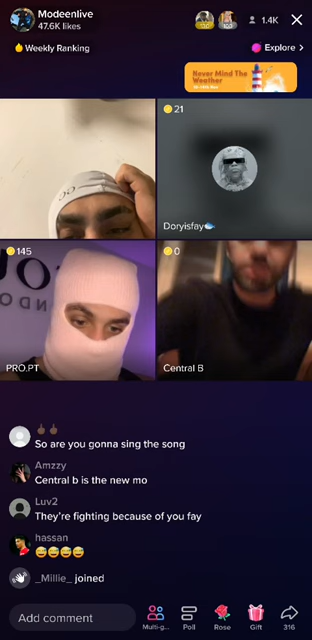 Modeenlive
47.6K likes
1.4K
Weekly Ranking
Explore >
Never Mind The
Weather
21
Doryisfay
145
0
PRO.PT
Central B
So are you gonna sing the song
Amzzy
Central b is the new mo
Luv2
They're fighting because of you fay
hassan
_Millie_ joined
Add comment
Multi-g...
Poll
Rose
Gift
316